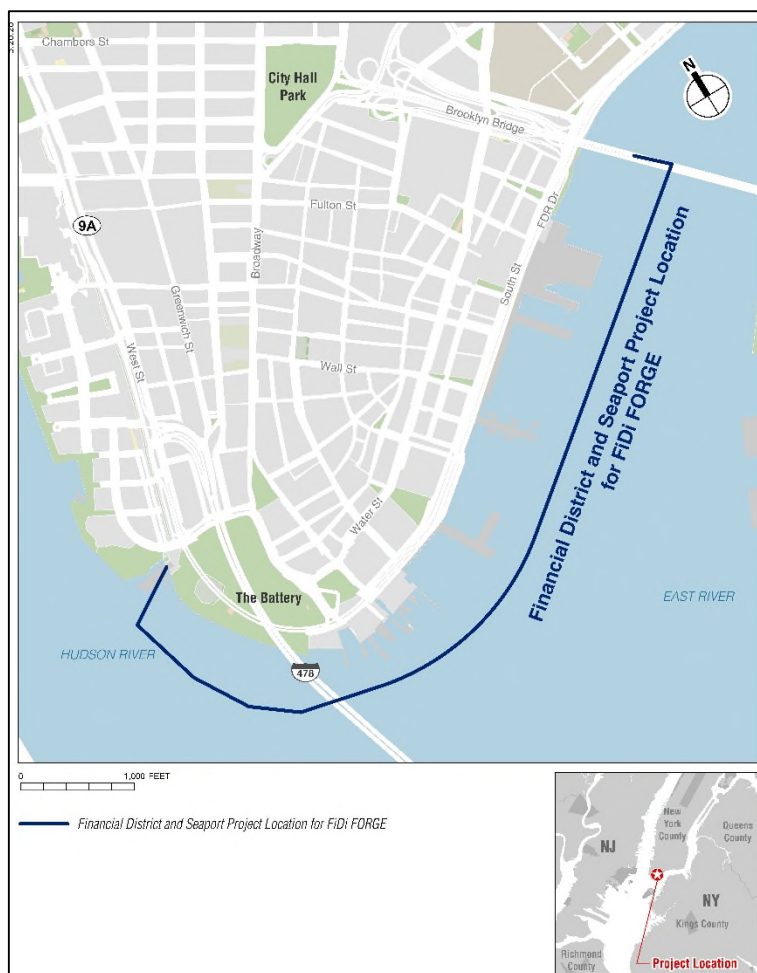 Chambers St
City Hall
Park
N
Brooklyn Bridge
Fulton St
9A
Broadway
FDR Dr
South St
Greenwich St
West St
Wall St
Water St
Financial District and Seaport Project Location
for FiDi FORGE
The Battery
EAST RIVER
HUDSON RIVER
478
0 1,000 FEET
Financial District and Seaport Project Location for FiDi FORGE
New
York
County
Queens
County
NJ
NY
Kings County
Richmond
County
Project Location